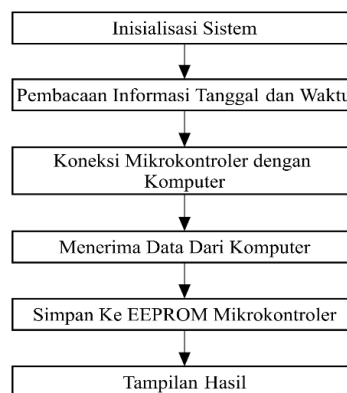 Inisialisasi Sistem
Pembacaan Informasi Tanggal dan Waktu
Koneksi Mikrokontroler dengan
Komputer
Menerima Data Dari Komputer
Simpan Ke EEPROM Mikrokontroler
Tampilan Hasil